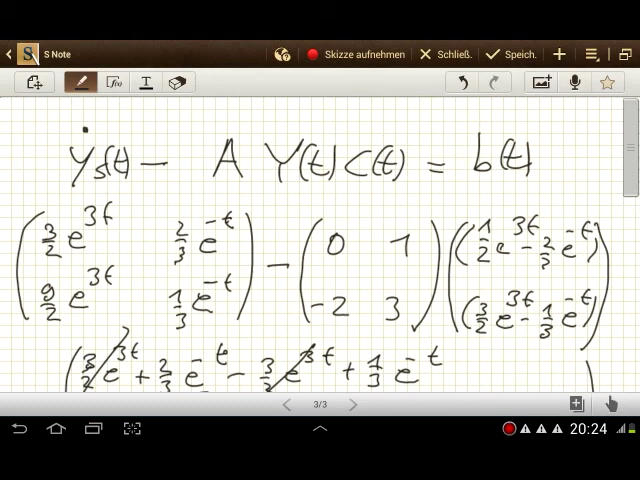 S Note
Skizze aufnehmen
Schließ.
Speich.
f(x)
T
ẏs(t) − A Y(t) C(t) = b(t)
( 3/2 e^3t 2/3 e^−t ) − ( 0 1 ) ( (1/2 e^3t − 2/3 e^−t) )
( 9/2 e^3t 1/3 e^−t ) ( −2 3 ) ( (3/2 e^3t − 1/3 e^−t) )
( 3/2 e^3t + 2/3 e^−t − 3/2 e^3t + 1/3 e^−t
3/3
20:24